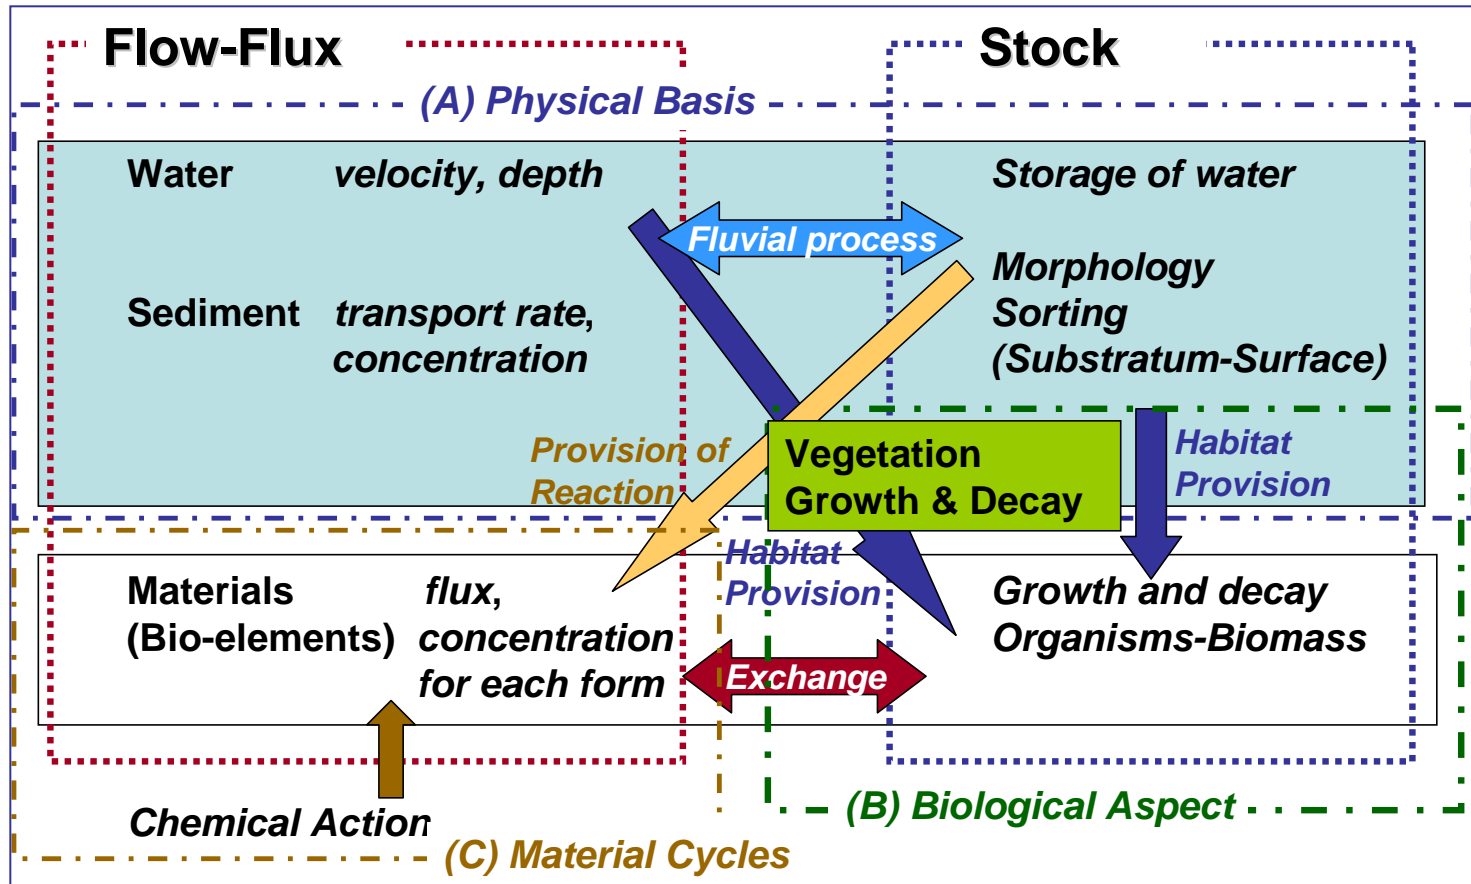 Flow-Flux
Stock
(A) Physical Basis
Water velocity, depth
Storage of water
Fluvial process
Sediment transport rate,
concentration
Morphology
Sorting
(Substratum-Surface)
Provision of
Reaction
Vegetation
Growth & Decay
Habitat
Provision
Habitat
Provision
Materials
(Bio-elements)
flux,
concentration
for each form
Exchange
Growth and decay
Organisms-Biomass
Chemical Action
(B) Biological Aspect
(C) Material Cycles